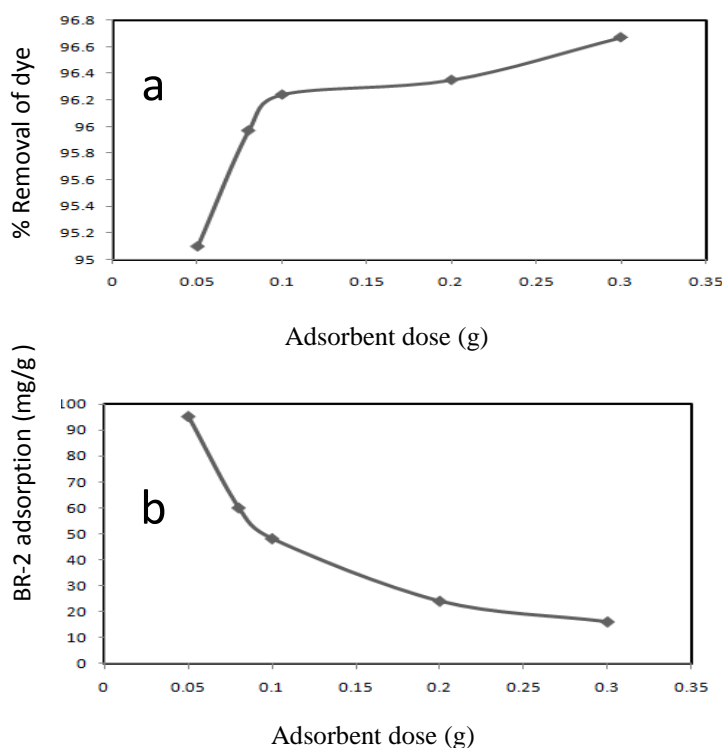 % Removal of dye
96.8
96.6
96.4
96.2
96
95.8
95.6
95.4
95.2
95
a
0 0.05 0.1 0.15 0.2 0.25 0.3 0.35
Adsorbent dose (g)
BR-2 adsorption (mg/g)
100
90
80
70
60
50
40
30
20
10
0
b
0 0.05 0.1 0.15 0.2 0.25 0.3 0.35
Adsorbent dose (g)